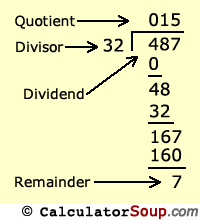 Quotient 015
Divisor 32 487
0
Dividend 48
32
167
160
Remainder 7
© CalculatorSoup.com